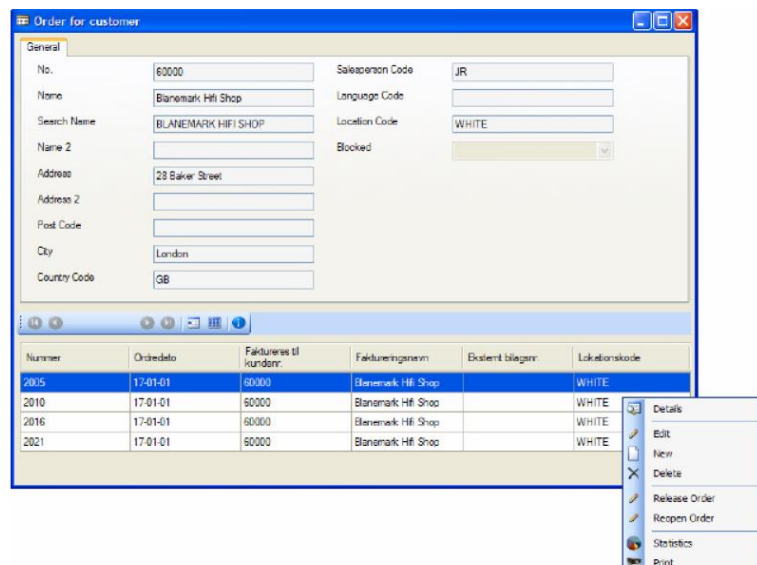 Order for customer
General
No. 60000 Salesperson Code JR
Name Blanemark Hifi Shop Language Code
Search Name BLANEMARK HIFI SHOP Location Code WHITE
Name 2 Blocked
Address 28 Baker Street
Address 2
Post Code
City London
Country Code GB
Nummer Ordredato Faktureres til kundenr. Faktureringsnavn Eksternt bilagsnr. Lokationskode
2005 17-01-01 60000 Blanemark Hifi Shop WHITE
2010 17-01-01 60000 Blanemark Hifi Shop WHITE
2016 17-01-01 60000 Blanemark Hifi Shop WHITE
2021 17-01-01 60000 Blanemark Hifi Shop WHITE
Details
Edit
New
Delete
Release Order
Reopen Order
Statistics
Print